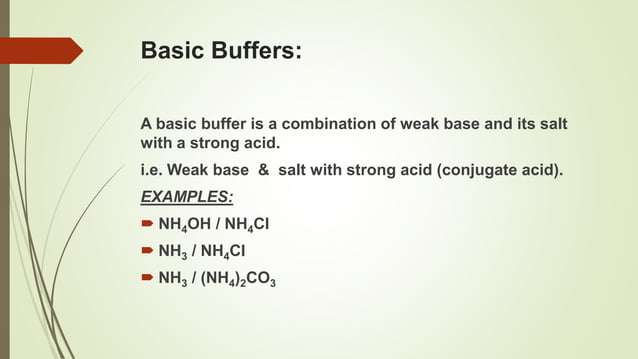 Basic Buffers:
A basic buffer is a combination of weak base and its salt
with a strong acid.
i.e. Weak base & salt with strong acid (conjugate acid).
EXAMPLES:
NH₄OH / NH₄Cl
NH₃ / NH₄Cl
NH₃ / (NH₄)₂CO₃